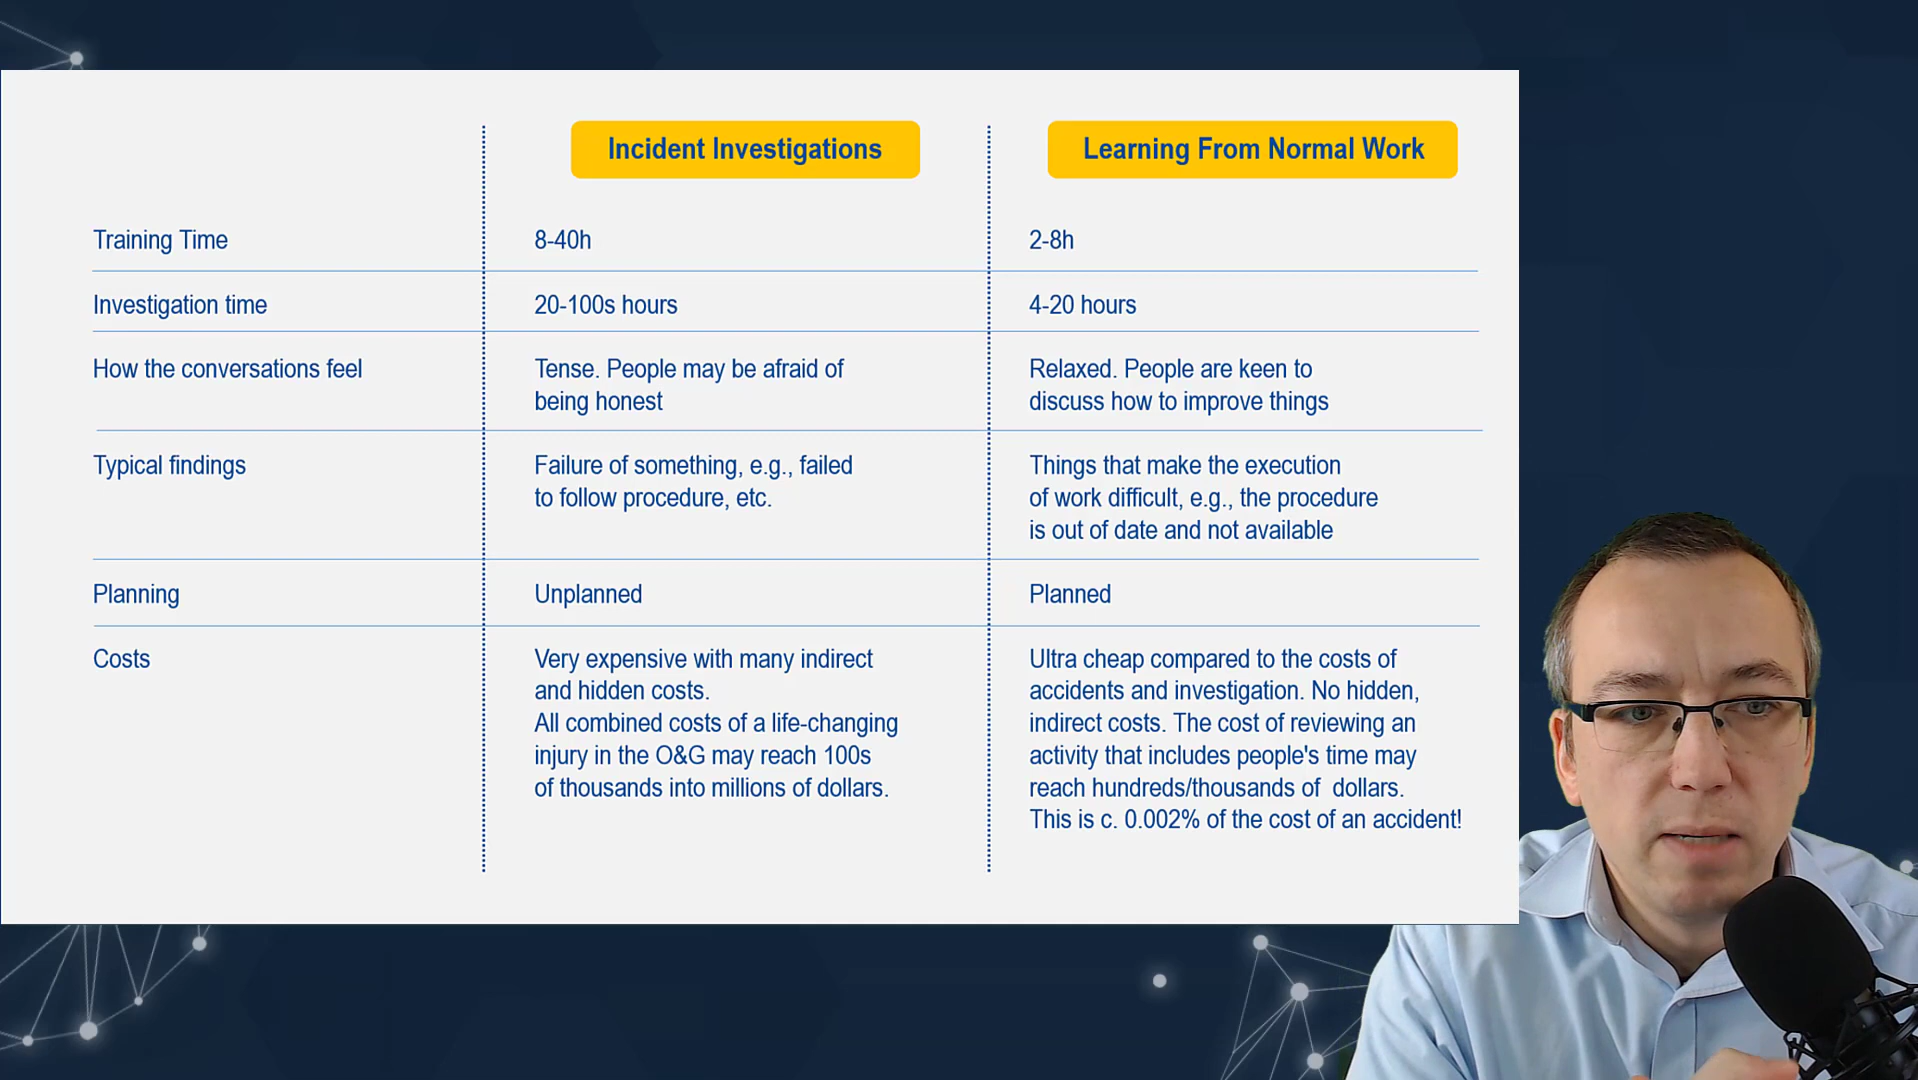 Incident Investigations
Learning From Normal Work
Training Time
8-40h
2-8h
Investigation time
20-100s hours
4-20 hours
How the conversations feel
Tense. People may be afraid of
being honest
Relaxed. People are keen to
discuss how to improve things
Typical findings
Failure of something, e.g., failed
to follow procedure, etc.
Things that make the execution
of work difficult, e.g., the procedure
is out of date and not available
Planning
Unplanned
Planned
Costs
Very expensive with many indirect
and hidden costs.
All combined costs of a life-changing
injury in the O&G may reach 100s
of thousands into millions of dollars.
Ultra cheap compared to the costs of
accidents and investigation. No hidden,
indirect costs. The cost of reviewing an
activity that includes people's time may
reach hundreds/thousands of  dollars.
This is c. 0.002% of the cost of an accident!